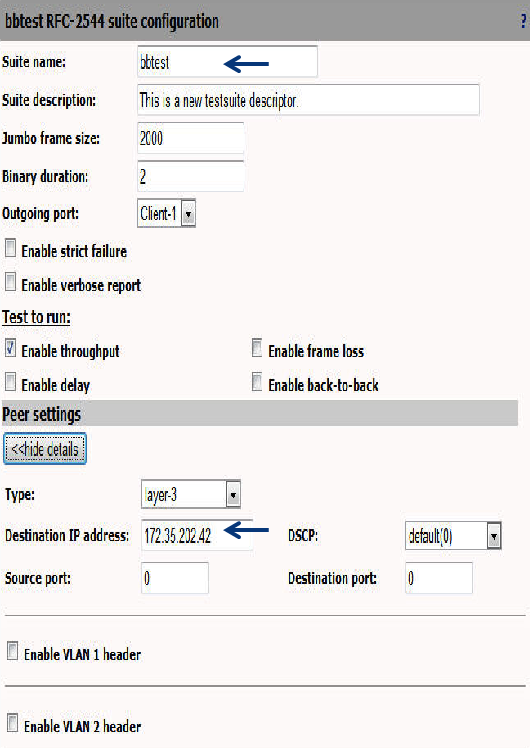 bbtest RFC-2544 suite configuration ?
Suite name: bbtest
Suite description: This is a new testsuite descriptor.
Jumbo frame size: 2000
Binary duration: 2
Outgoing port: Client-1
Enable strict failure
Enable verbose report
Test to run:
Enable throughput Enable frame loss
Enable delay Enable back-to-back
Peer settings
<<hide details
Type: layer-3
Destination IP address: 172.35.202.42 DSCP: default(0)
Source port: 0 Destination port: 0
Enable VLAN 1 header
Enable VLAN 2 header